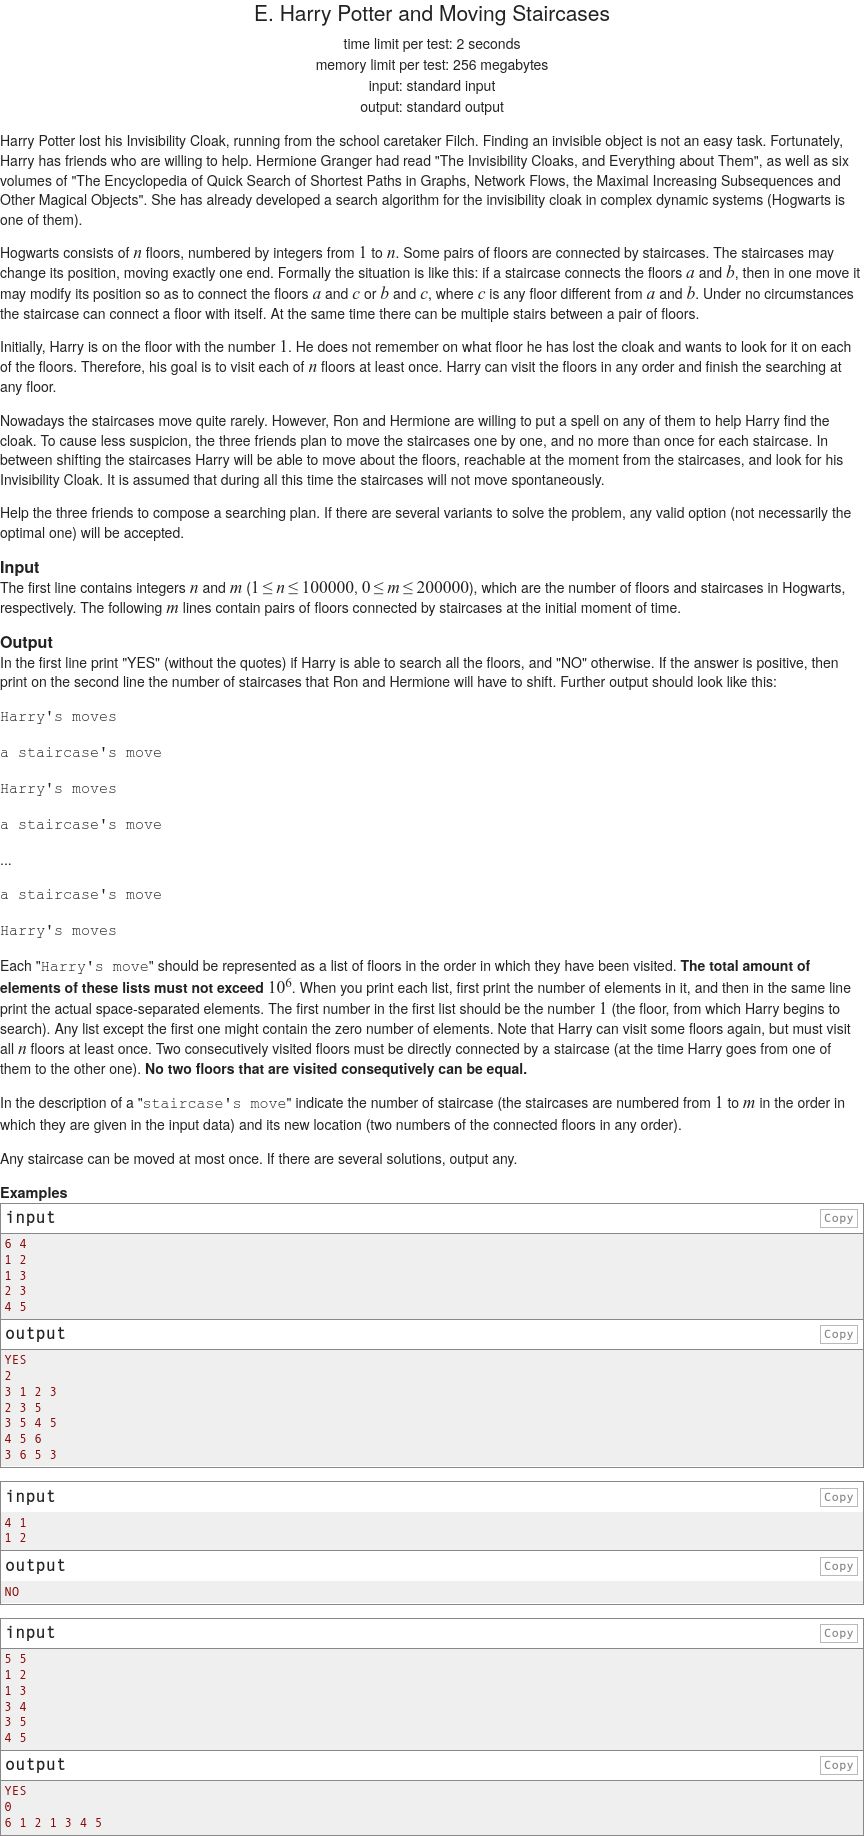 E. Harry Potter and Moving Staircases
time limit per test: 2 seconds
memory limit per test: 256 megabytes
input: standard input
output: standard output
Harry Potter lost his Invisibility Cloak, running from the school caretaker Filch. Finding an invisible object is not an easy task. Fortunately,
Harry has friends who are willing to help. Hermione Granger had read "The Invisibility Cloaks, and Everything about Them", as well as six
volumes of "The Encyclopedia of Quick Search of Shortest Paths in Graphs, Network Flows, the Maximal Increasing Subsequences and
Other Magical Objects". She has already developed a search algorithm for the invisibility cloak in complex dynamic systems (Hogwarts is
one of them).
Hogwarts consists of n floors, numbered by integers from 1 to n. Some pairs of floors are connected by staircases. The staircases may
change its position, moving exactly one end. Formally the situation is like this: if a staircase connects the floors a and b, then in one move it
may modify its position so as to connect the floors a and c or b and c, where c is any floor different from a and b. Under no circumstances
the staircase can connect a floor with itself. At the same time there can be multiple stairs between a pair of floors.
Initially, Harry is on the floor with the number 1. He does not remember on what floor he has lost the cloak and wants to look for it on each
of the floors. Therefore, his goal is to visit each of n floors at least once. Harry can visit the floors in any order and finish the searching at
any floor.
Nowadays the staircases move quite rarely. However, Ron and Hermione are willing to put a spell on any of them to help Harry find the
cloak. To cause less suspicion, the three friends plan to move the staircases one by one, and no more than once for each staircase. In
between shifting the staircases Harry will be able to move about the floors, reachable at the moment from the staircases, and look for his
Invisibility Cloak. It is assumed that during all this time the staircases will not move spontaneously.
Help the three friends to compose a searching plan. If there are several variants to solve the problem, any valid option (not necessarily the
optimal one) will be accepted.
Input
The first line contains integers n and m (1 ≤ n ≤ 100000, 0 ≤ m ≤ 200000), which are the number of floors and staircases in Hogwarts,
respectively. The following m lines contain pairs of floors connected by staircases at the initial moment of time.
Output
In the first line print "YES" (without the quotes) if Harry is able to search all the floors, and "NO" otherwise. If the answer is positive, then
print on the second line the number of staircases that Ron and Hermione will have to shift. Further output should look like this:
Harry's moves
a staircase's move
Harry's moves
a staircase's move
...
a staircase's move
Harry's moves
Each "Harry's move" should be represented as a list of floors in the order in which they have been visited. The total amount of
elements of these lists must not exceed 10^6. When you print each list, first print the number of elements in it, and then in the same line
print the actual space-separated elements. The first number in the first list should be the number 1 (the floor, from which Harry begins to
search). Any list except the first one might contain the zero number of elements. Note that Harry can visit some floors again, but must visit
all n floors at least once. Two consecutively visited floors must be directly connected by a staircase (at the time Harry goes from one of
them to the other one). No two floors that are visited consequtively can be equal.
In the description of a "staircase's move" indicate the number of staircase (the staircases are numbered from 1 to m in the order in
which they are given in the input data) and its new location (two numbers of the connected floors in any order).
Any staircase can be moved at most once. If there are several solutions, output any.
Examples
input
Copy
6 4
1 2
1 3
2 3
4 5
output
Copy
YES
2
3 1 2 3
2 3 5
3 5 4 5
4 5 6
3 6 5 3
input
Copy
4 1
1 2
output
Copy
NO
input
Copy
5 5
1 2
1 3
3 4
3 5
4 5
output
Copy
YES
0
6 1 2 1 3 4 5